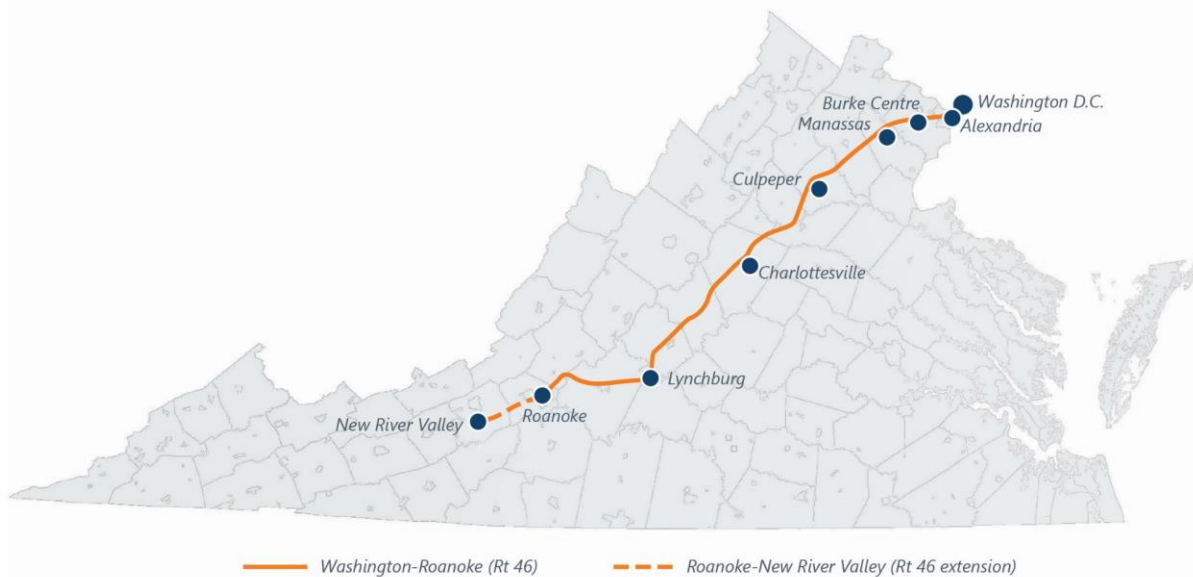 Washington D.C.
Burke Centre
Alexandria
Manassas
Culpeper
Charlottesville
Lynchburg
Roanoke
New River Valley
Washington-Roanoke (Rt 46)
Roanoke-New River Valley (Rt 46 extension)